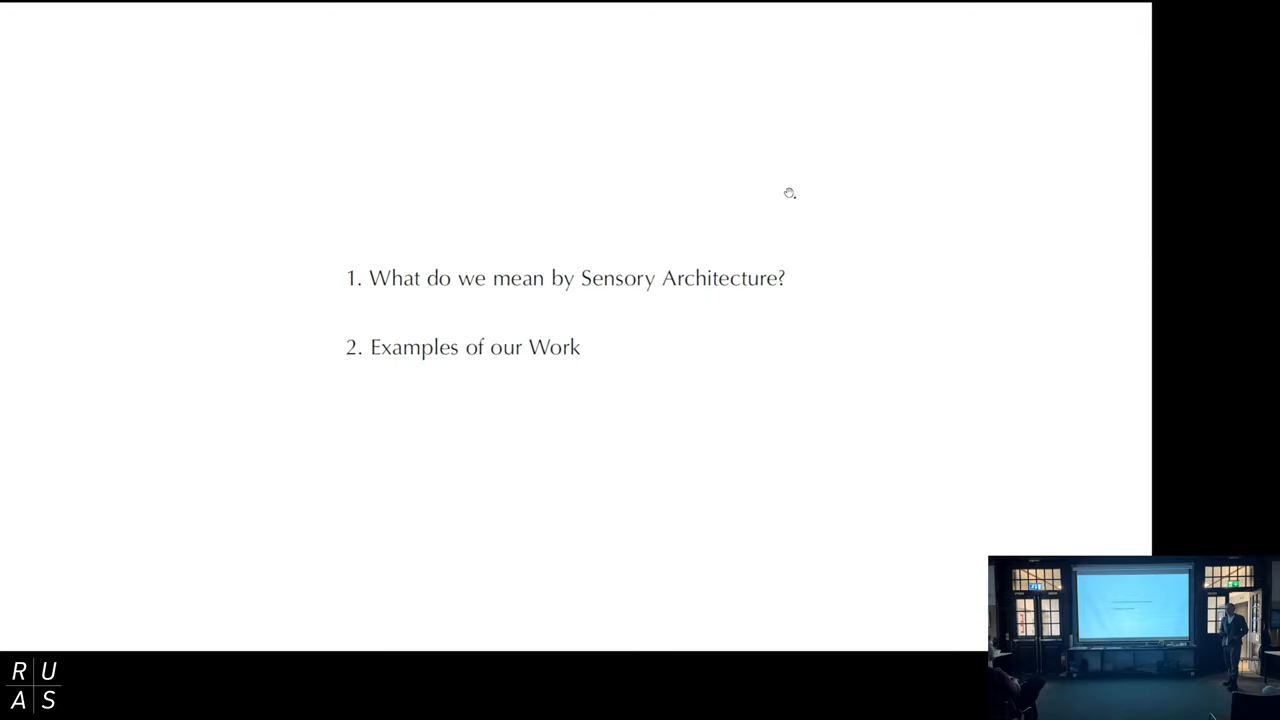 1. What do we mean by Sensory Architecture?
2. Examples of our Work
R U
A S